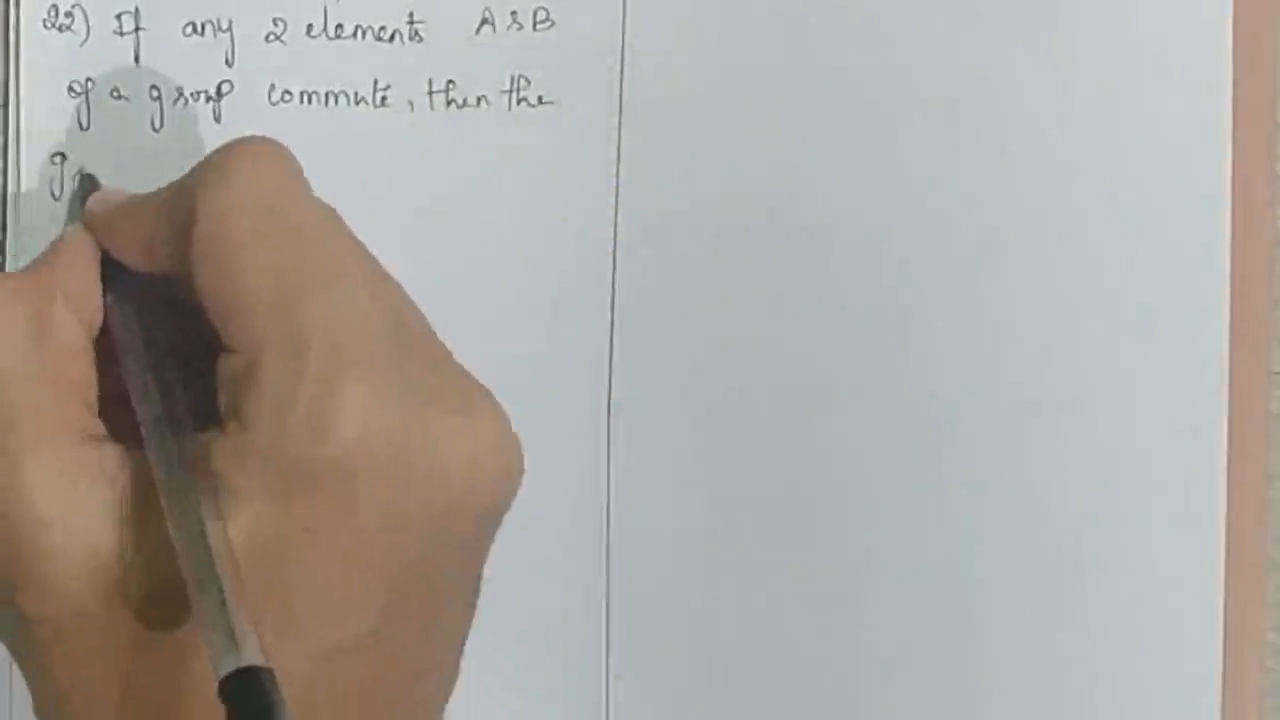 22) If any 2 elements A & B
of a group commute, then the